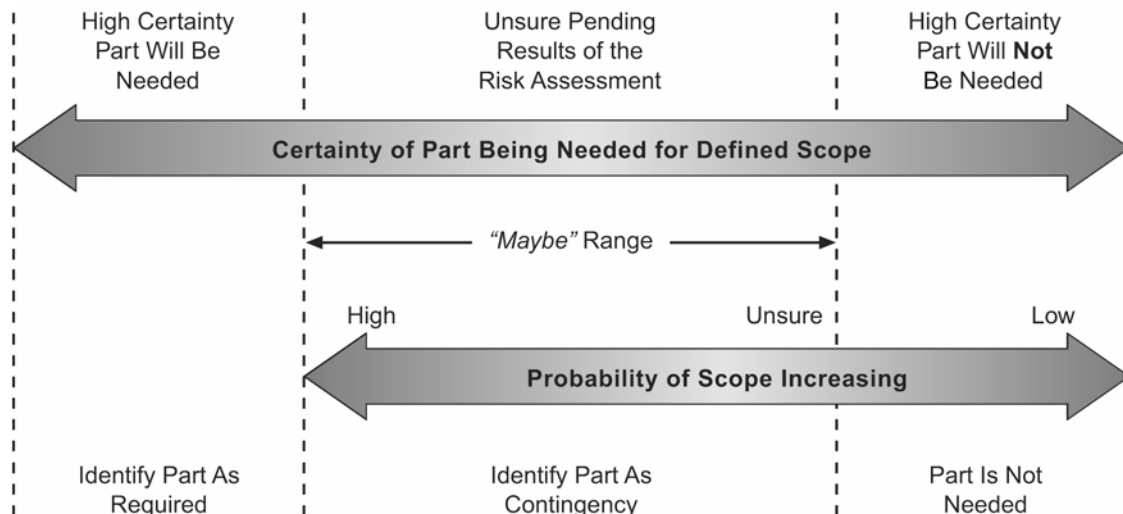 High Certainty
Part Will Be
Needed
Unsure Pending
Results of the
Risk Assessment
High Certainty
Part Will Not
Be Needed
Certainty of Part Being Needed for Defined Scope
“Maybe” Range
High
Unsure
Low
Probability of Scope Increasing
Identify Part As
Required
Identify Part As
Contingency
Part Is Not
Needed